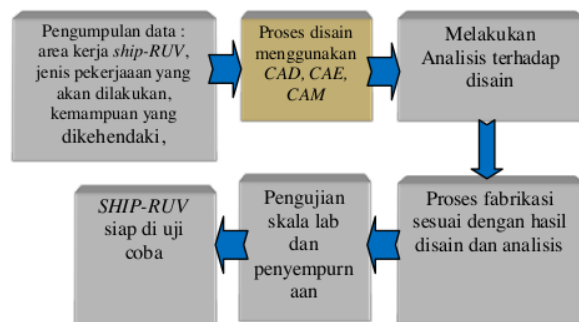 Pengumpulan data :
area kerja ship-RUV,
jenis pekerjaaan yang
akan dilakukan,
kemampuan yang
dikehendaki,
Proses disain
menggunakan
CAD, CAE,
CAM
Melakukan
Analisis terhadap
disain
Proses fabrikasi
sesuai dengan hasil
disain dan analisis
Pengujian
skala lab
dan
penyempurn
aan
SHIP-RUV
siap di uji
coba